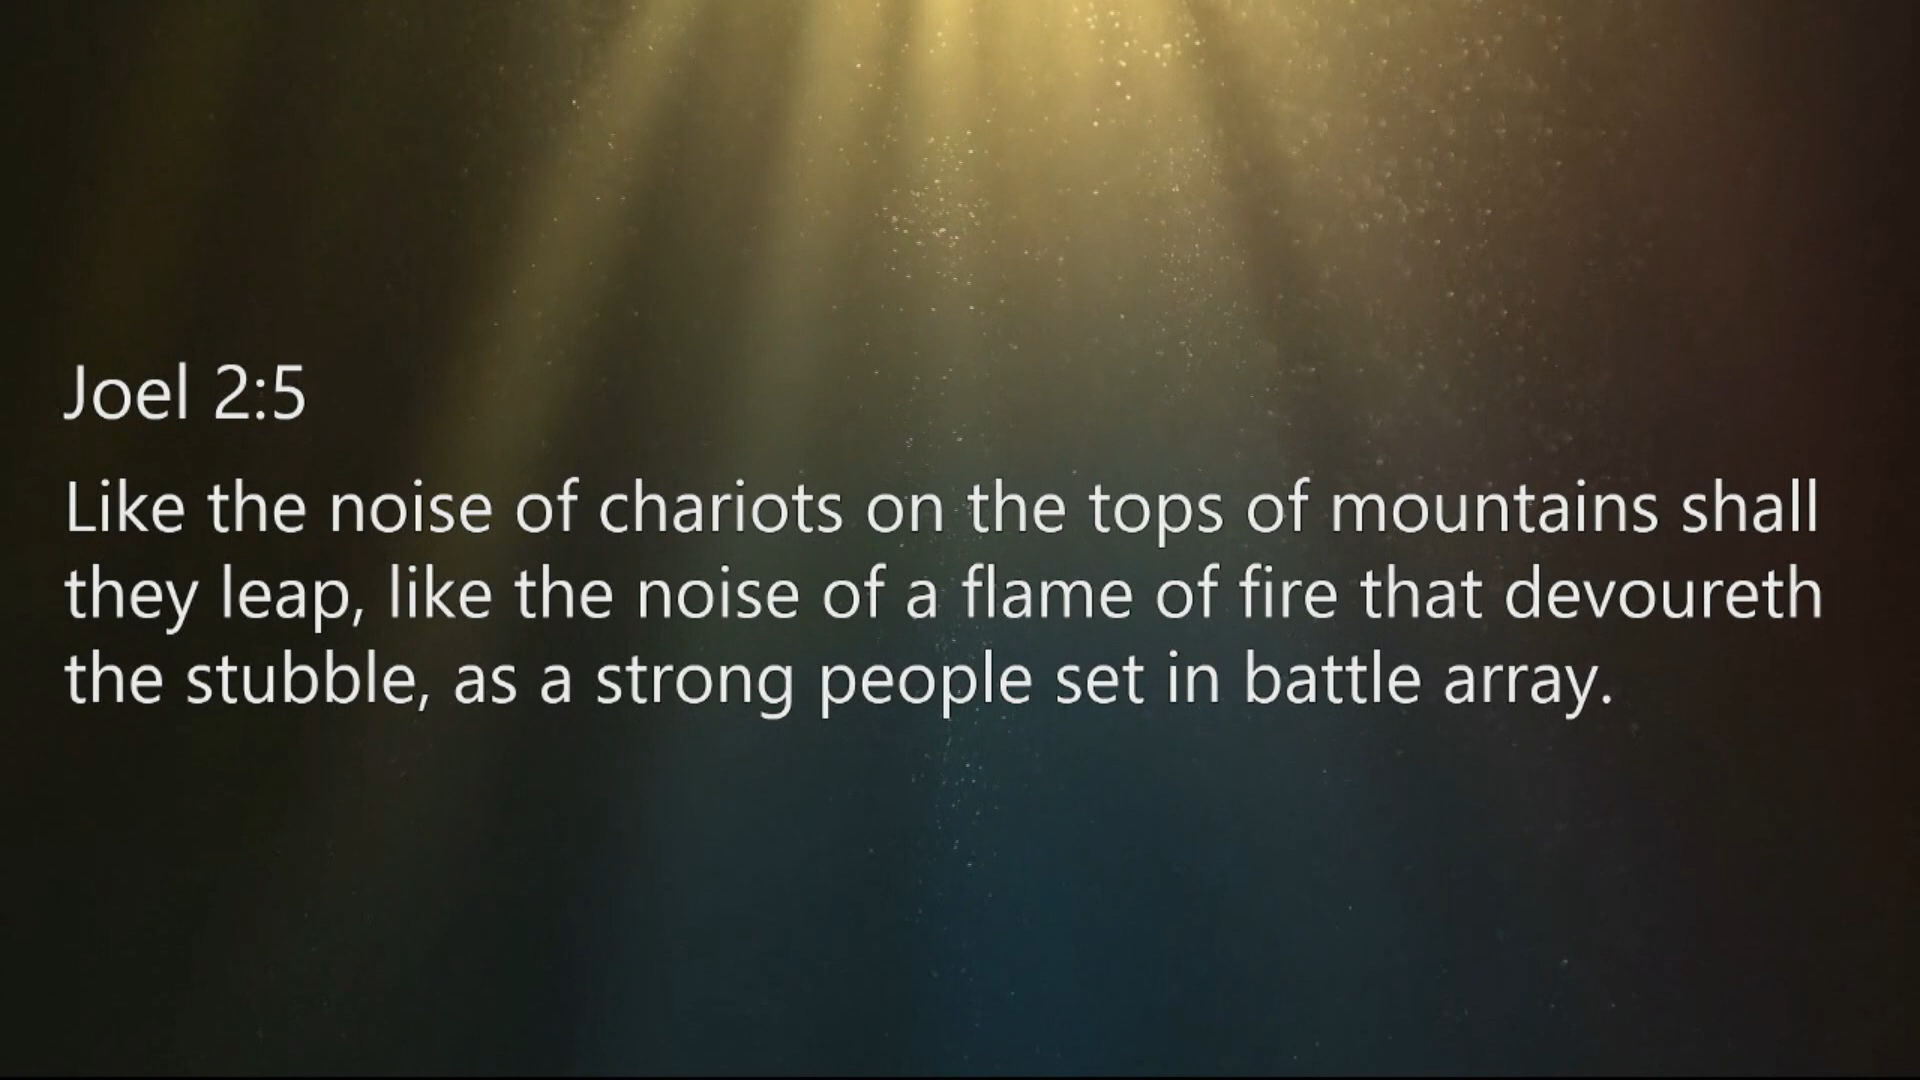 Joel 2:5
Like the noise of chariots on the tops of mountains shall
they leap, like the noise of a flame of fire that devoureth
the stubble, as a strong people set in battle array.